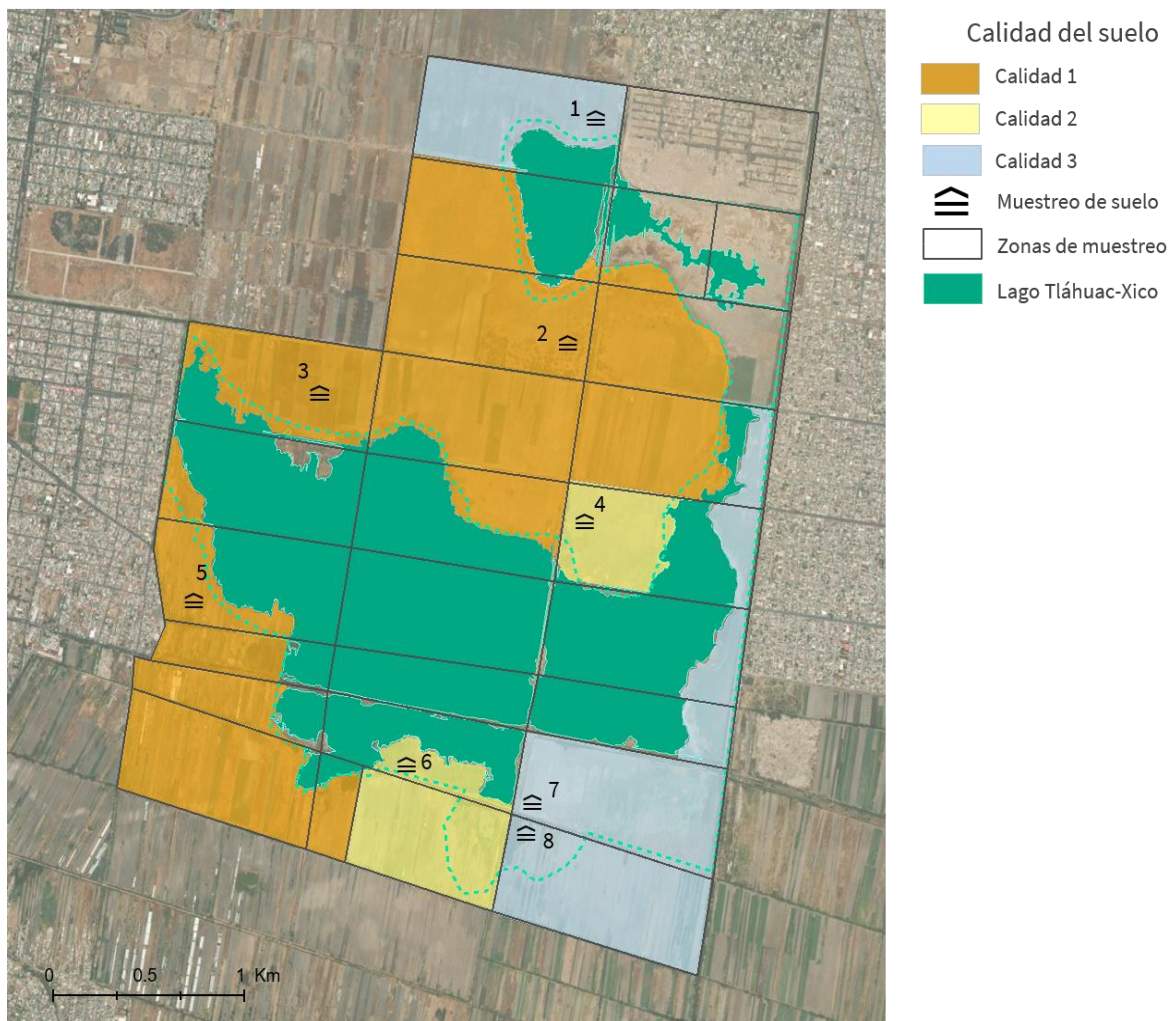 Calidad del suelo
Calidad 1
Calidad 2
Calidad 3
Muestreo de suelo
Zonas de muestreo
Lago Tláhuac-Xico
1
2
3
4
5
6
7
8
0 0.5 1 Km